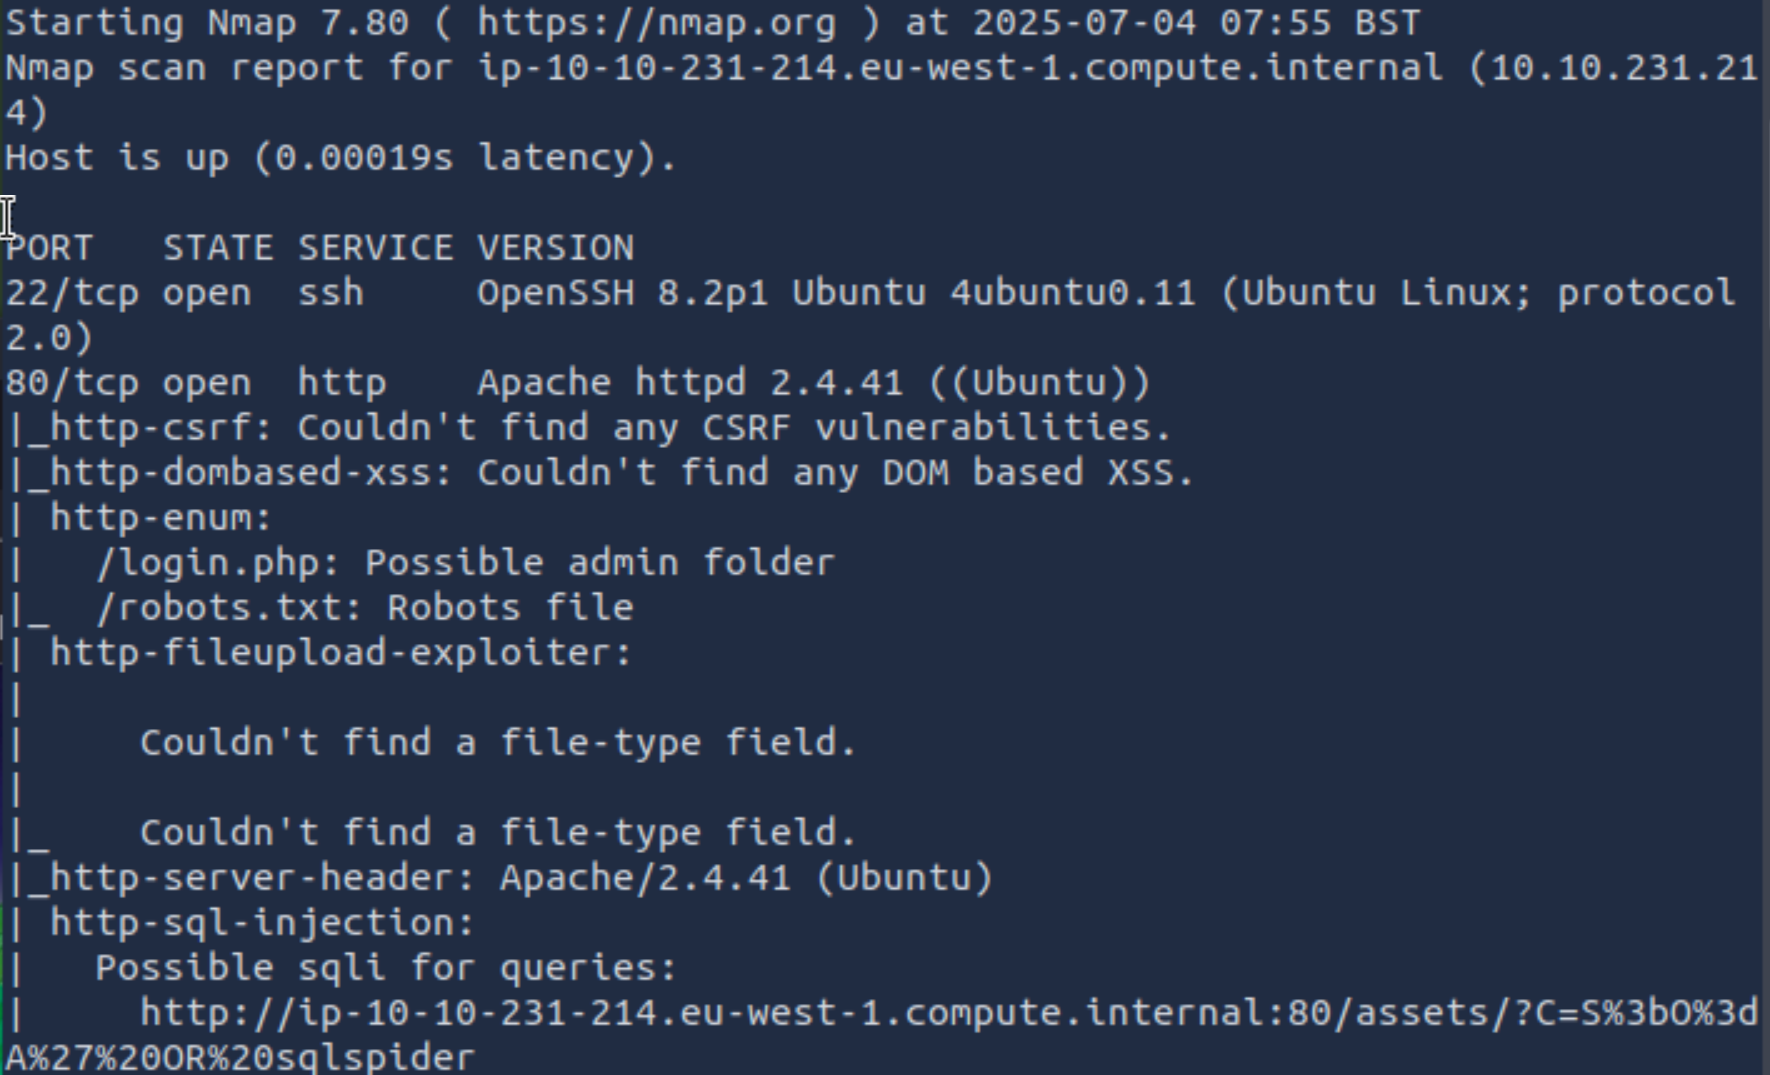 Starting Nmap 7.80 ( https://nmap.org ) at 2025-07-04 07:55 BST
Nmap scan report for ip-10-10-231-214.eu-west-1.compute.internal (10.10.231.21
4)
Host is up (0.00019s latency).
PORT   STATE SERVICE VERSION
22/tcp open  ssh     OpenSSH 8.2p1 Ubuntu 4ubuntu0.11 (Ubuntu Linux; protocol
2.0)
80/tcp open  http    Apache httpd 2.4.41 ((Ubuntu))
|_http-csrf: Couldn't find any CSRF vulnerabilities.
|_http-dombased-xss: Couldn't find any DOM based XSS.
| http-enum:
|   /login.php: Possible admin folder
|_  /robots.txt: Robots file
| http-fileupload-exploiter:
|
|     Couldn't find a file-type field.
|
|_    Couldn't find a file-type field.
|_http-server-header: Apache/2.4.41 (Ubuntu)
| http-sql-injection:
|   Possible sqli for queries:
|     http://ip-10-10-231-214.eu-west-1.compute.internal:80/assets/?C=S%3bO%3d
A%27%20OR%20sqlspider